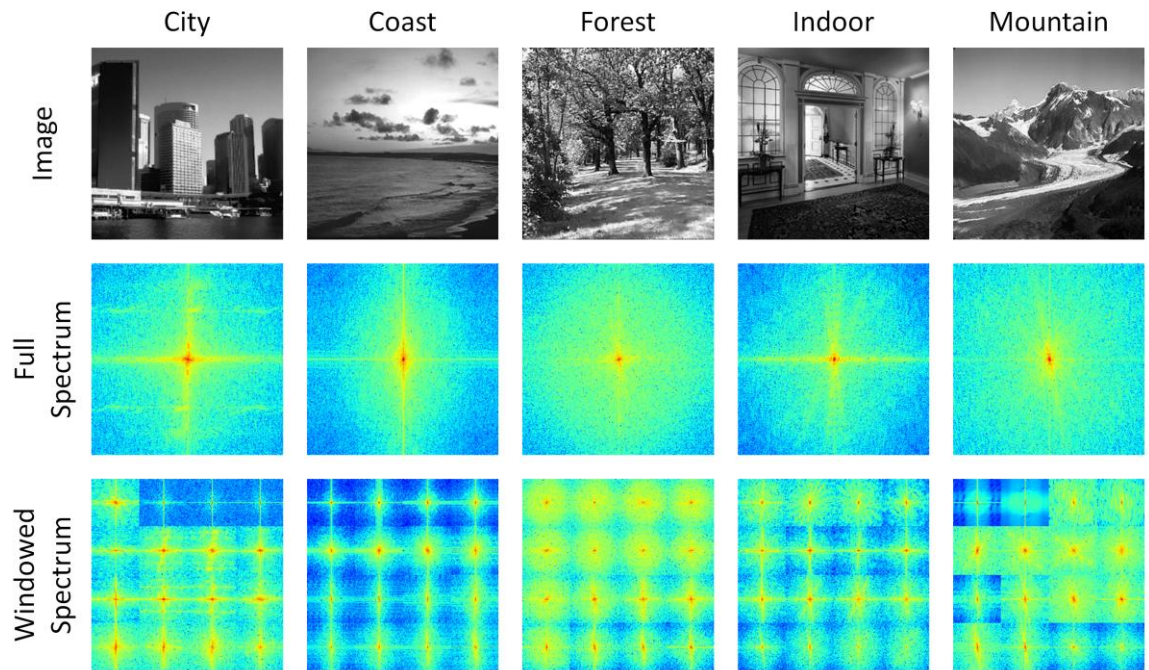 City Coast Forest Indoor Mountain
Image
Full
Spectrum
Windowed
Spectrum